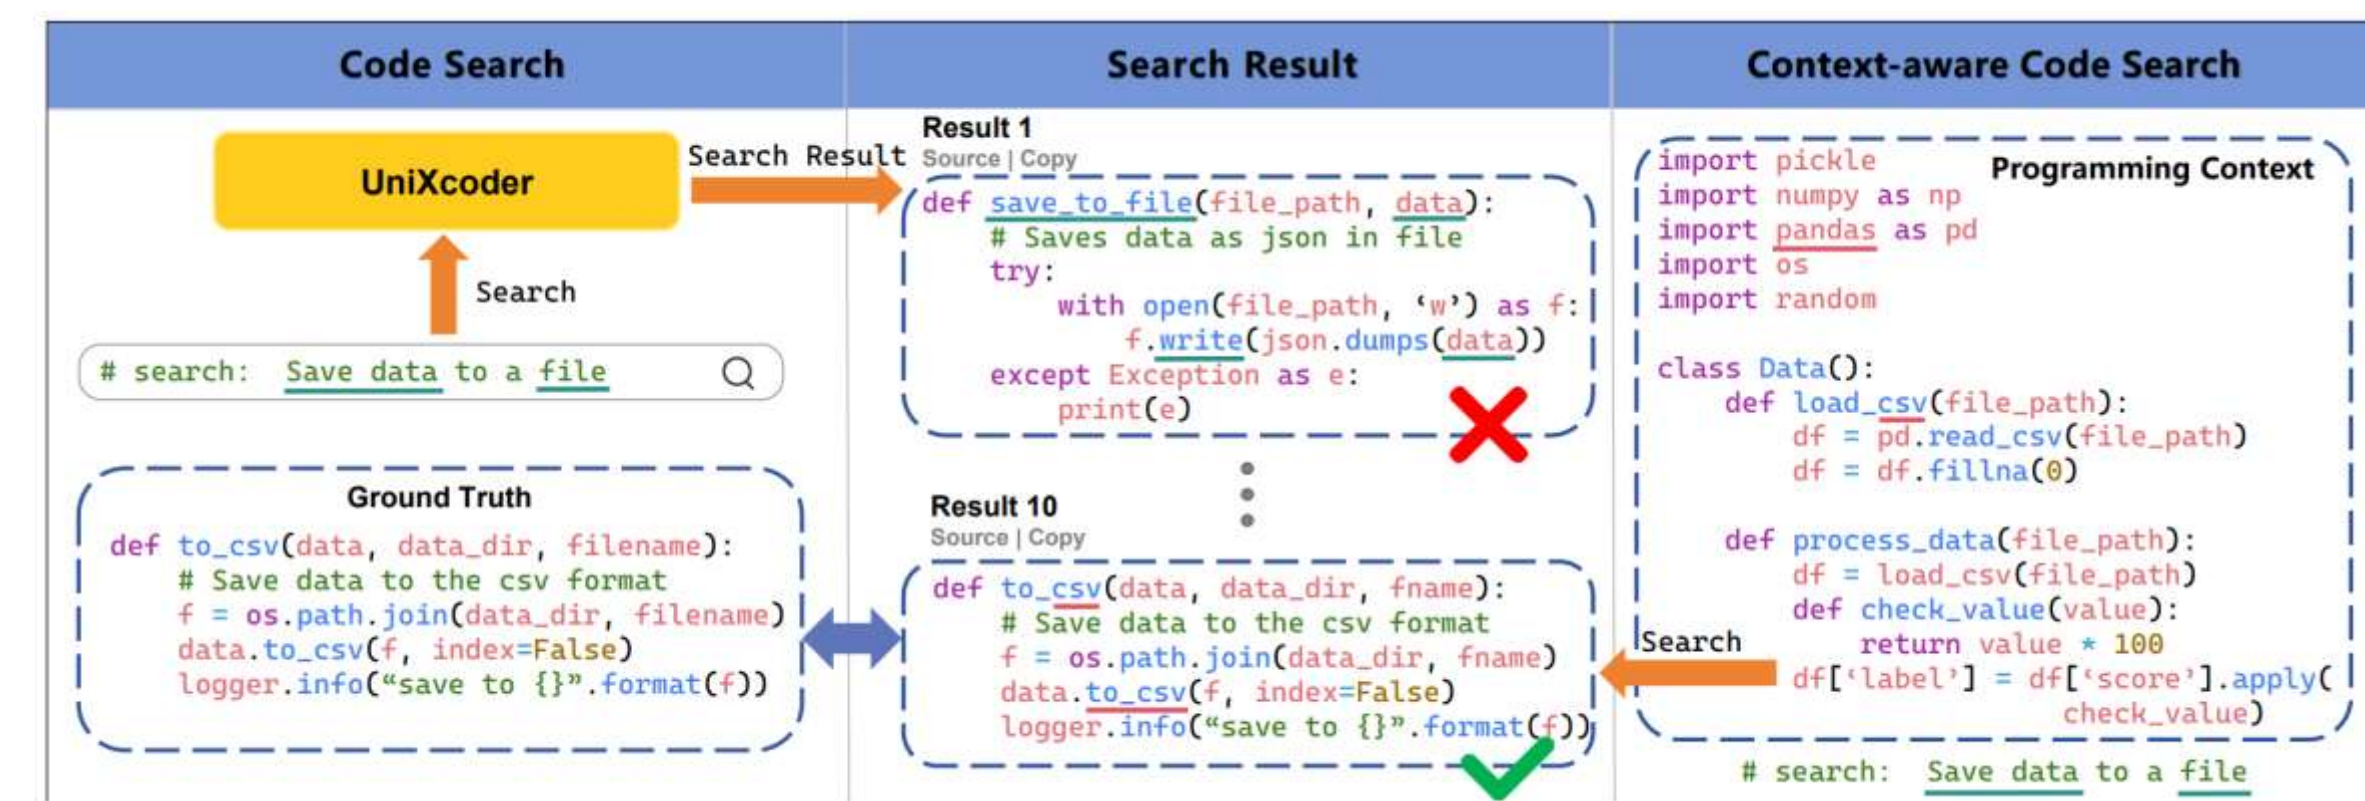 Code Search
UniXcoder
Search
# search: Save data to a file
Ground Truth
def to_csv(data, data_dir, filename):
    # Save data to the csv format
    f = os.path.join(data_dir, filename)
    data.to_csv(f, index=False)
    logger.info(“save to {}”.format(f))
Search Result
Search Result
Result 1
Source | Copy
def save_to_file(file_path, data):
    # Saves data as json in file
    try:
        with open(file_path, ‘w’) as f:
            f.write(json.dumps(data))
    except Exception as e:
        print(e)
Result 10
Source | Copy
def to_csv(data, data_dir, fname):
    # Save data to the csv format
    f = os.path.join(data_dir, fname)
    data.to_csv(f, index=False)
    logger.info(“save to {}”.format(f))
Context-aware Code Search
Programming Context
import pickle
import numpy as np
import pandas as pd
import os
import random
class Data():
    def load_csv(file_path):
        df = pd.read_csv(file_path)
        df = df.fillna(0)
    def process_data(file_path):
        df = load_csv(file_path)
        def check_value(value):
            return value * 100
        df[‘label’] = df[‘score’].apply(
                        check_value)
Search
# search: Save data to a file